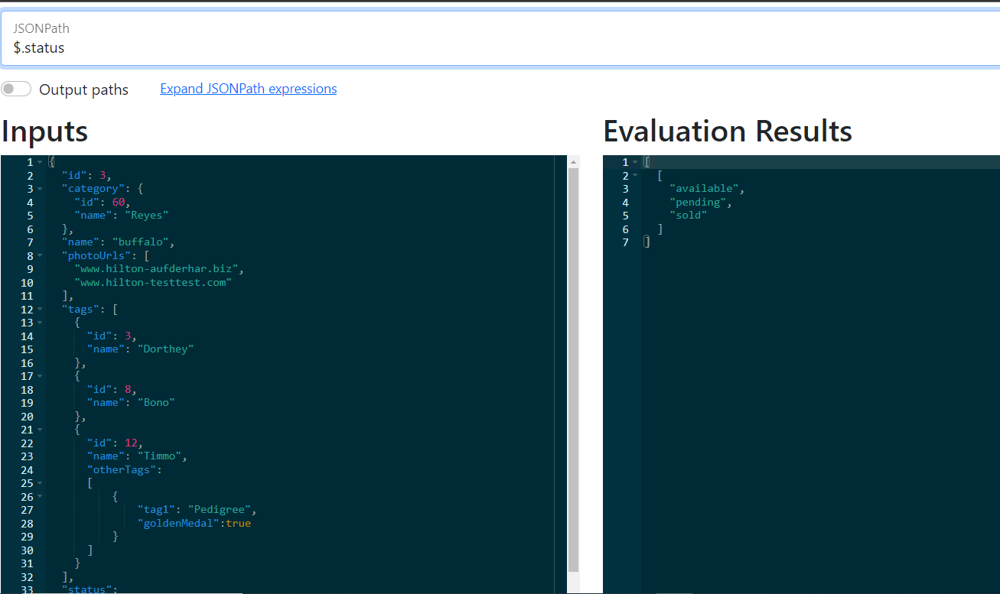 JSONPath
$.status
Output paths Expand JSONPath expressions
Inputs
1 {
2 "id": 3,
3 "category": {
4 "id": 60,
5 "name": "Reyes"
6 },
7 "name": "buffalo",
8 "photoUrls": [
9 "www.hilton-aufderhar.biz",
10 "www.hilton-testtest.com"
11 ],
12 "tags": [
13 {
14 "id": 3,
15 "name": "Dorthey"
16 },
17 {
18 "id": 8,
19 "name": "Bono"
20 },
21 {
22 "id": 12,
23 "name": "Timmo",
24 "otherTags":
25 [
26 {
27 "tag1": "Pedigree",
28 "goldenMedal":true
29 }
30 ]
31 }
32 ],
33 "status":
Evaluation Results
1 [
2 [
3 "available",
4 "pending",
5 "sold"
6 ]
7 ]